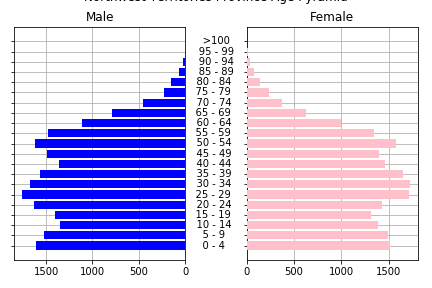 Northwest Territories Province Age Pyramid
Male
Female
>100
95 - 99
90 - 94
85 - 89
80 - 84
75 - 79
70 - 74
65 - 69
60 - 64
55 - 59
50 - 54
45 - 49
40 - 44
35 - 39
30 - 34
25 - 29
20 - 24
15 - 19
10 - 14
5 - 9
0 - 4
1500 1000 500 0
0 500 1000 1500